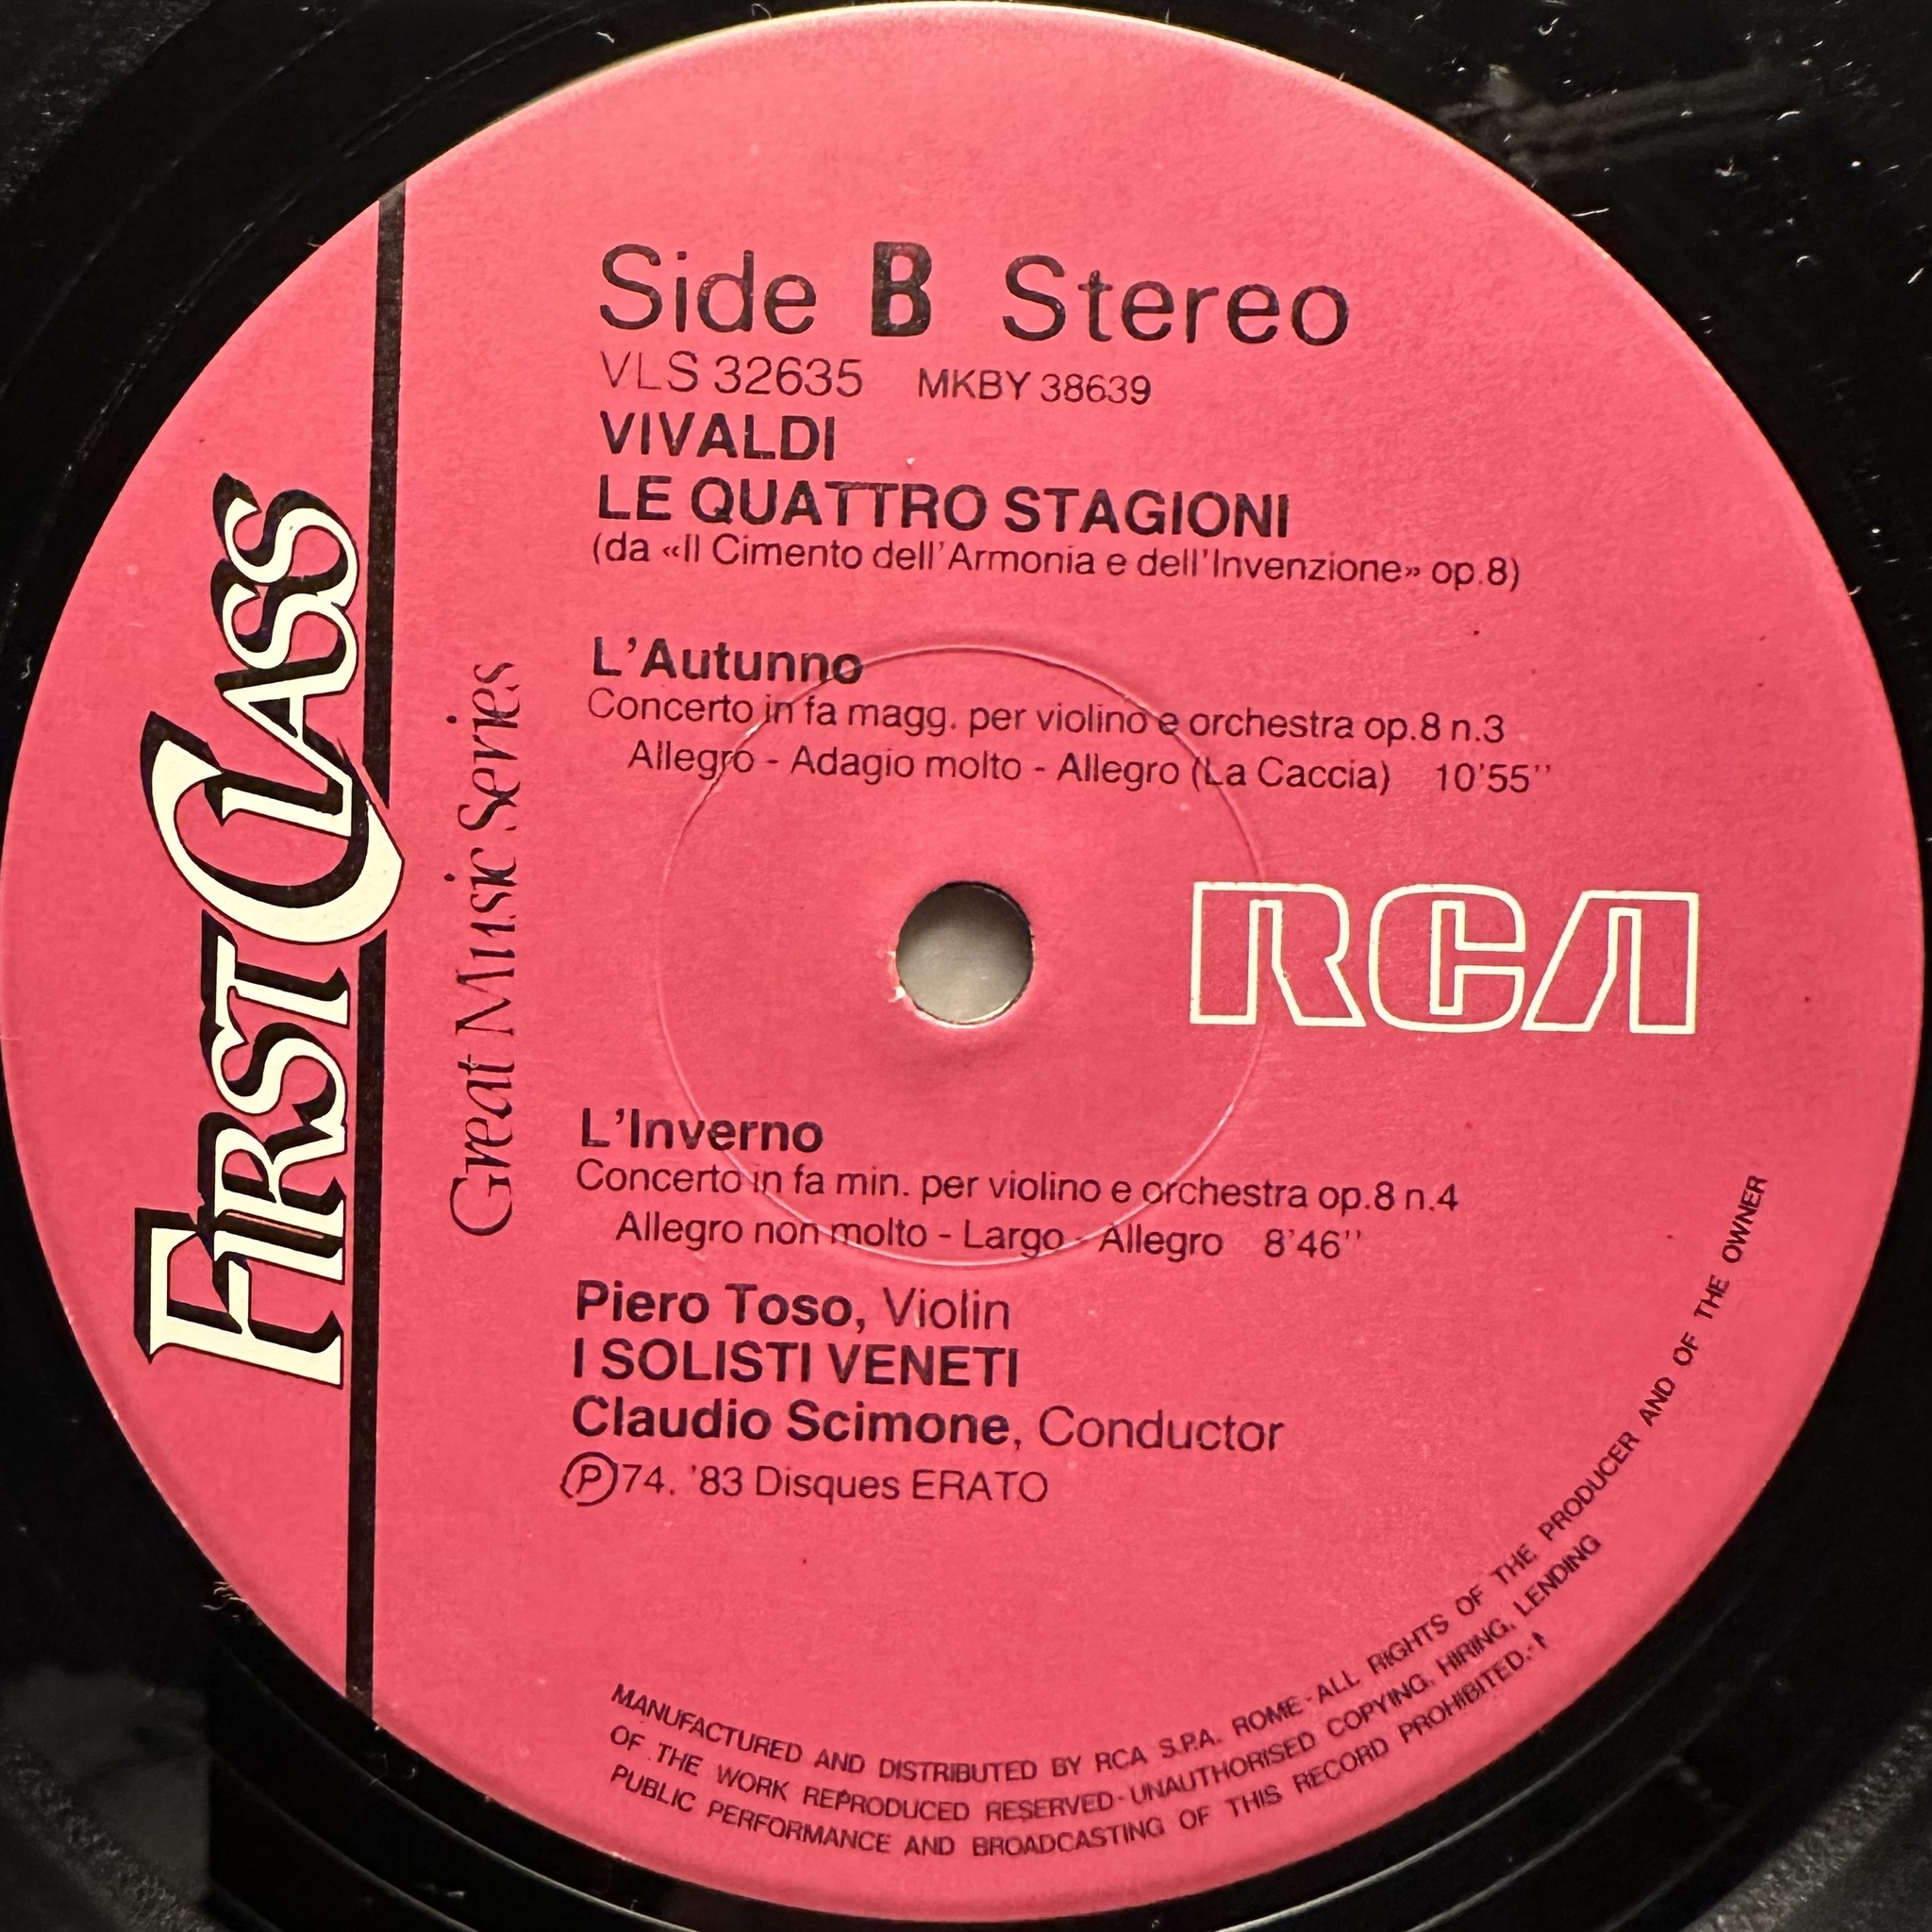 FIRST CLASS
Great Music Series
Side B Stereo
VLS 32635 MKBY 38639
VIVALDI
LE QUATTRO STAGIONI
(da «Il Cimento dell'Armonia e dell'Invenzione» op.8)
L'Autunno
Concerto in fa magg. per violino e orchestra op.8 n.3
Allegro - Adagio molto - Allegro (La Caccia) 10'55''
RCA
L'Inverno
Concerto in fa min. per violino e orchestra op.8 n.4
Allegro non molto - Largo - Allegro 8'46''
Piero Toso, Violin
I SOLISTI VENETI
Claudio Scimone, Conductor
Ⓟ'74. '83 Disques ERATO
MANUFACTURED AND DISTRIBUTED BY RCA S.P.A. ROME - ALL RIGHTS OF THE PRODUCER AND OF THE OWNER
OF THE WORK REPRODUCED RESERVED - UNAUTHORISED COPYING, HIRING, LENDING
PUBLIC PERFORMANCE AND BROADCASTING OF THIS RECORD PROHIBITED.-